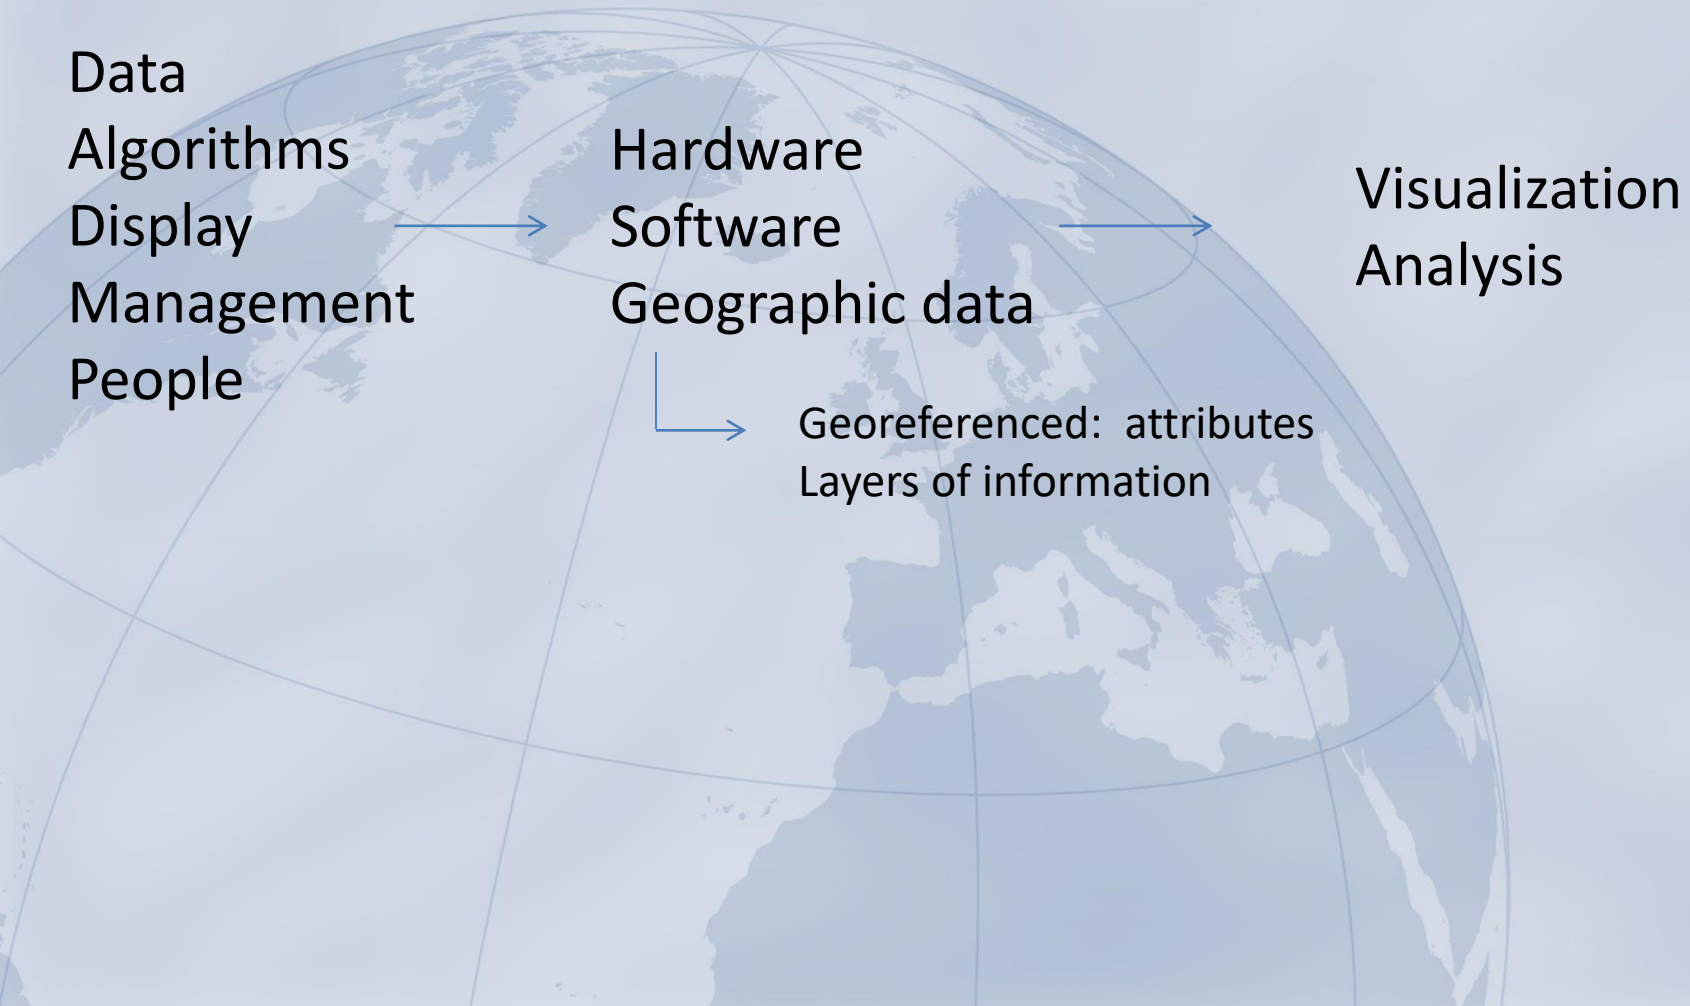 Data
Algorithms
Display
Management
People
Hardware
Software
Geographic data
Georeferenced: attributes
Layers of information
Visualization
Analysis